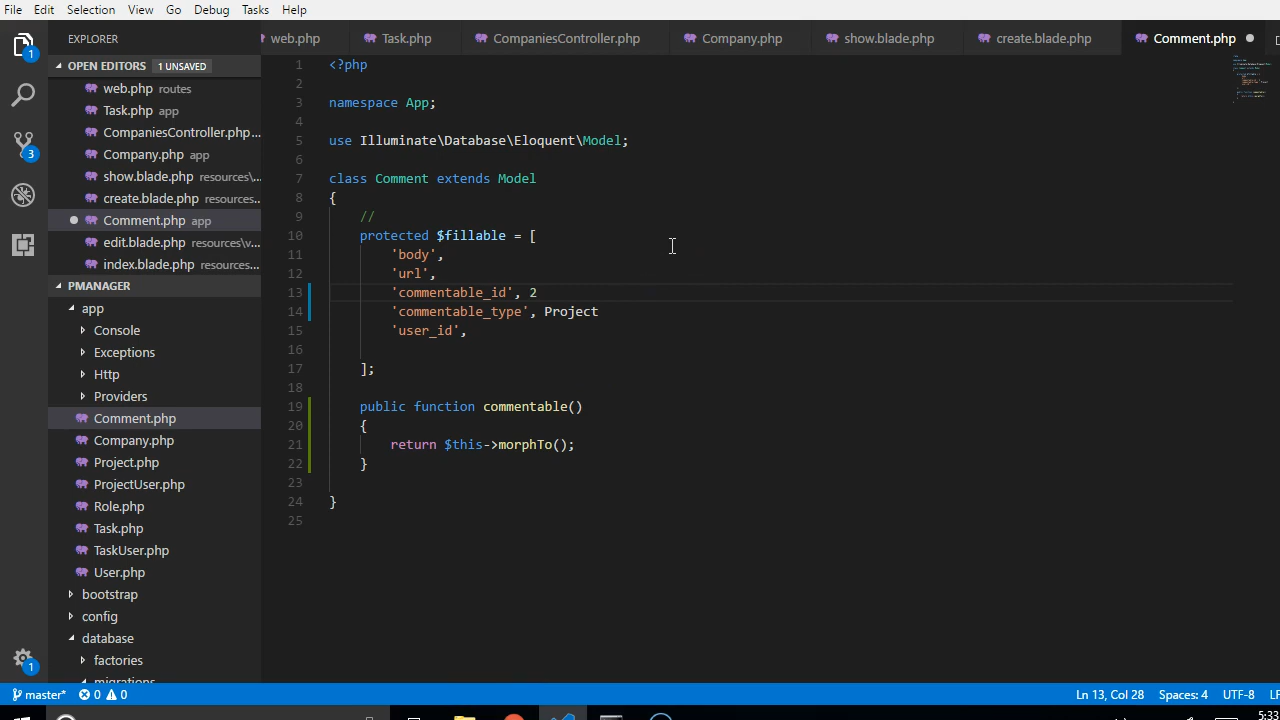 File Edit Selection View Go Debug Tasks Help
EXPLORER
web.php Task.php CompaniesController.php Company.php show.blade.php create.blade.php Comment.php
OPEN EDITORS 1 UNSAVED
web.php routes
Task.php app
CompaniesController.php...
Company.php app
show.blade.php resources\...
create.blade.php resources...
Comment.php app
edit.blade.php resources\v...
index.blade.php resources...
PMANAGER
app
Console
Exceptions
Http
Providers
Comment.php
Company.php
Project.php
ProjectUser.php
Role.php
Task.php
TaskUser.php
User.php
bootstrap
config
database
factories
migrations
1
3
1
1 <?php
2
3 namespace App;
4
5 use Illuminate\Database\Eloquent\Model;
6
7 class Comment extends Model
8 {
9 //
10 protected $fillable = [
11 'body',
12 'url',
13 'commentable_id', 2
14 'commentable_type', Project
15 'user_id',
16
17 ];
18
19 public function commentable()
20 {
21 return $this->morphTo();
22 }
23
24 }
25
master* 0 0 Ln 13, Col 28 Spaces: 4 UTF-8 LF